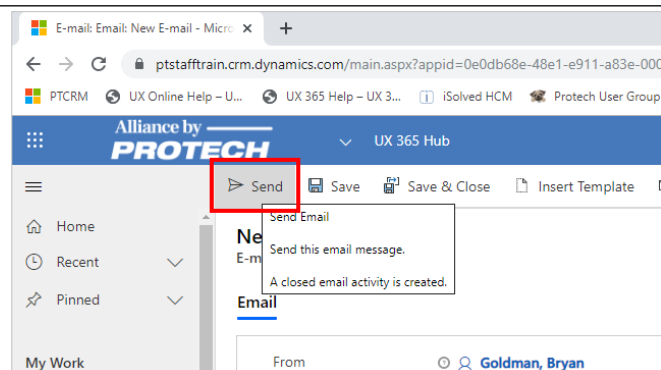 E-mail: Email: New E-mail - Micro
ptstafftrain.crm.dynamics.com/main.aspx?appid=0e0db68e-48e1-e911-a83e-000
PTCRM UX Online Help – U... UX 365 Help – UX 3... iSolved HCM Protech User Group
Alliance by
PROTECH
UX 365 Hub
Send Save Save & Close Insert Template
Send Email
Send this email message.
A closed email activity is created.
Home
Recent
Pinned
Ne
E-m
Email
My Work
From Goldman, Bryan